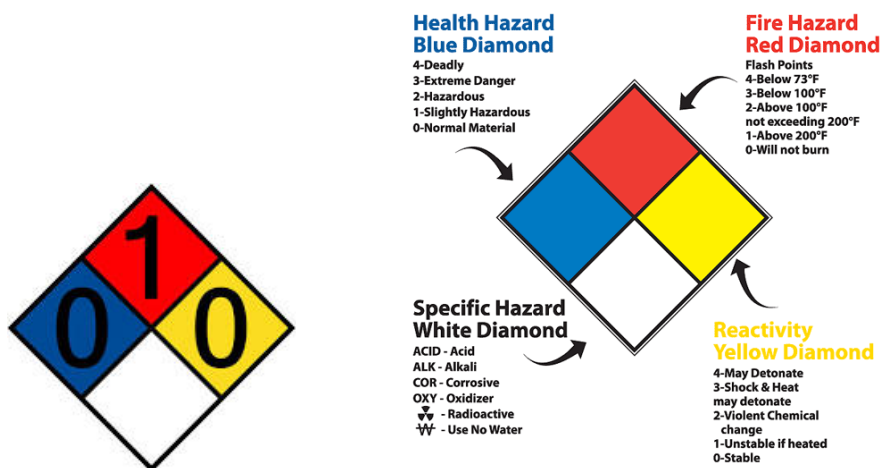 1
0 0
Health Hazard
Blue Diamond
4-Deadly
3-Extreme Danger
2-Hazardous
1-Slightly Hazardous
0-Normal Material
Fire Hazard
Red Diamond
Flash Points
4-Below 73°F
3-Below 100°F
2-Above 100°F
not exceeding 200°F
1-Above 200°F
0-Will not burn
Specific Hazard
White Diamond
ACID - Acid
ALK - Alkali
COR - Corrosive
OXY - Oxidizer
- Radioactive
W - Use No Water
Reactivity
Yellow Diamond
4-May Detonate
3-Shock & Heat
may detonate
2-Violent Chemical
change
1-Unstable if heated
0-Stable